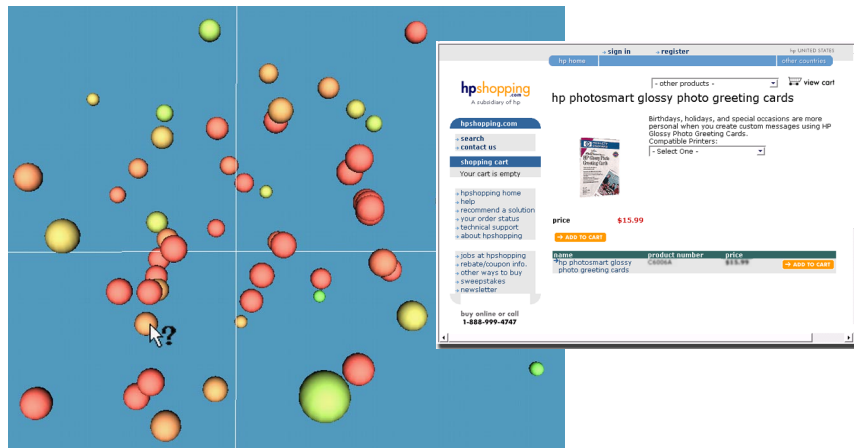 sign in
register
hp UNITED STATES
hp home
other countries
hpshopping
.com
A subsidiary of hp
- other products -
view cart
hp photosmart glossy photo greeting cards
hpshopping.com
search
contact us
shopping cart
Your cart is empty
hpshopping home
help
recommend a solution
your order status
technical support
about hpshopping
jobs at hpshopping
rebate/coupon info.
other ways to buy
sweepstakes
newsletter
buy online or call
1-888-999-4747
Birthdays, holidays, and special occasions are more
personal when you create custom messages using HP
Glossy Photo Greeting Cards.
Compatible Printers:
- Select One -
HP Glossy Photo
Greeting Cards
price $15.99
ADD TO CART
name product number price
hp photosmart glossy
photo greeting cards
ADD TO CART
?